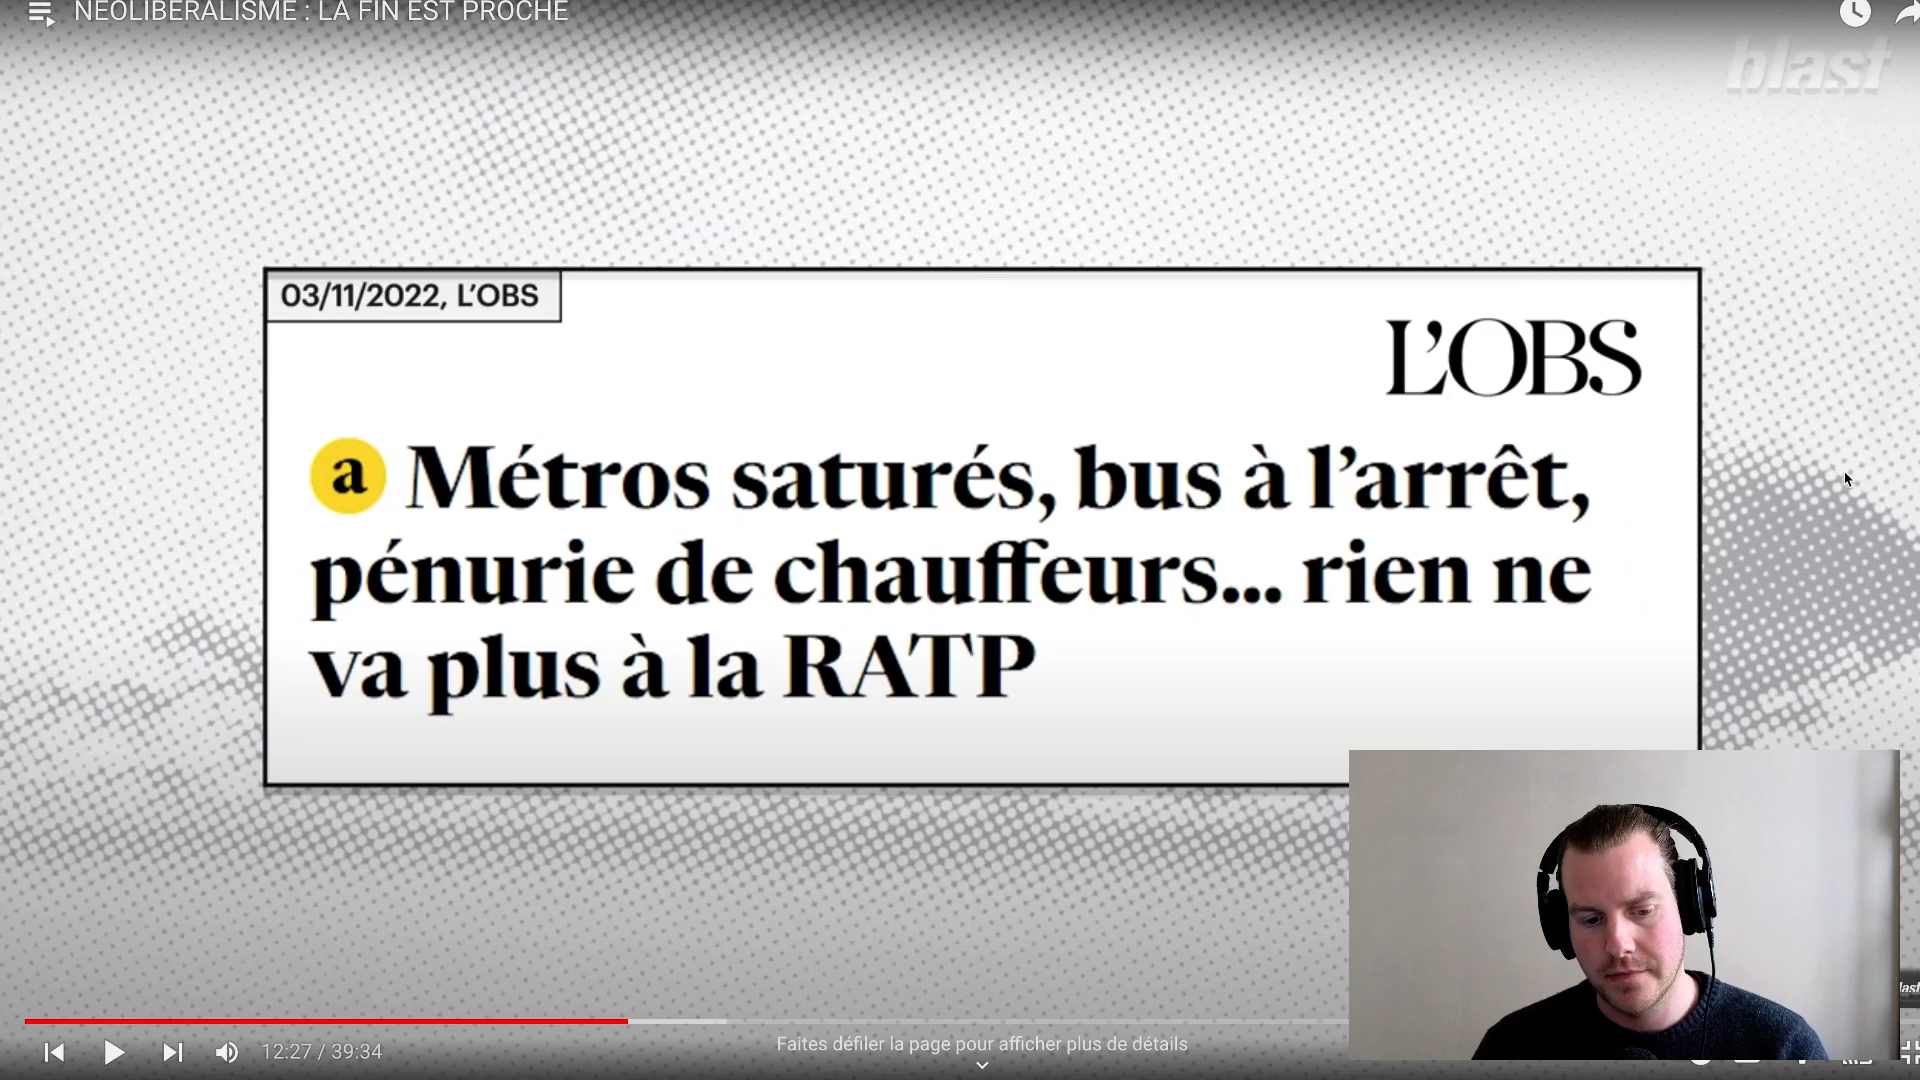 NÉOLIBÉRALISME : LA FIN EST PROCHE
blast
03/11/2022, L'OBS
L'OBS
a Métros saturés, bus à l'arrêt,
pénurie de chauffeurs... rien ne
va plus à la RATP
12:27 / 39:34
Faites défiler la page pour afficher plus de détails